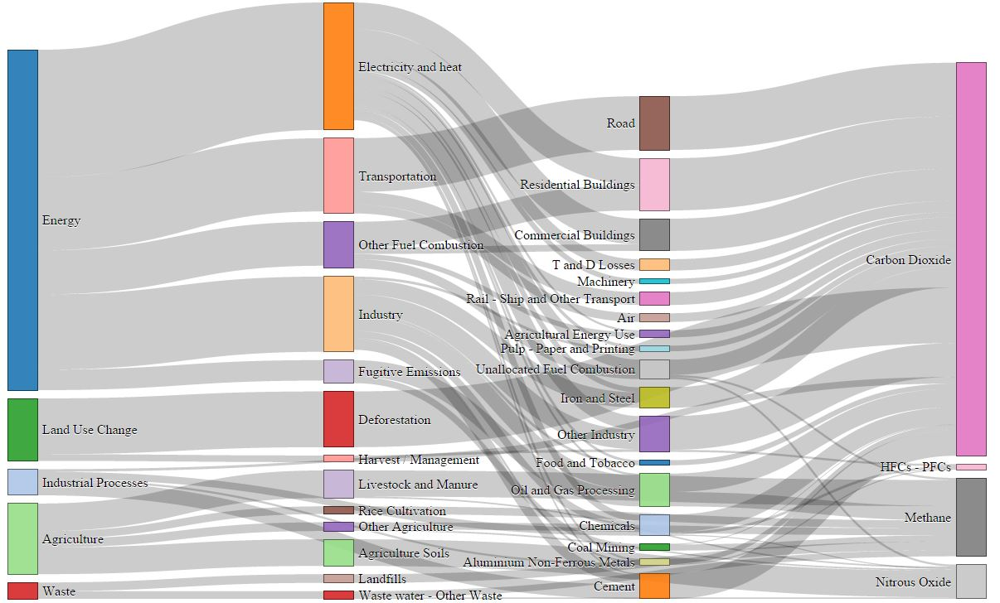 Energy
Land Use Change
Industrial Processes
Agriculture
Waste
Electricity and heat
Transportation
Other Fuel Combustion
Industry
Fugitive Emissions
Deforestation
Harvest / Management
Livestock and Manure
Rice Cultivation
Other Agriculture
Agriculture Soils
Landfills
Waste water - Other Waste
Road
Residential Buildings
Commercial Buildings
T and D Losses
Machinery
Rail - Ship and Other Transport
Air
Agricultural Energy Use
Pulp - Paper and Printing
Unallocated Fuel Combustion
Iron and Steel
Other Industry
Food and Tobacco
Oil and Gas Processing
Chemicals
Coal Mining
Aluminium Non-Ferrous Metals
Cement
Carbon Dioxide
HFCs - PFCs
Methane
Nitrous Oxide